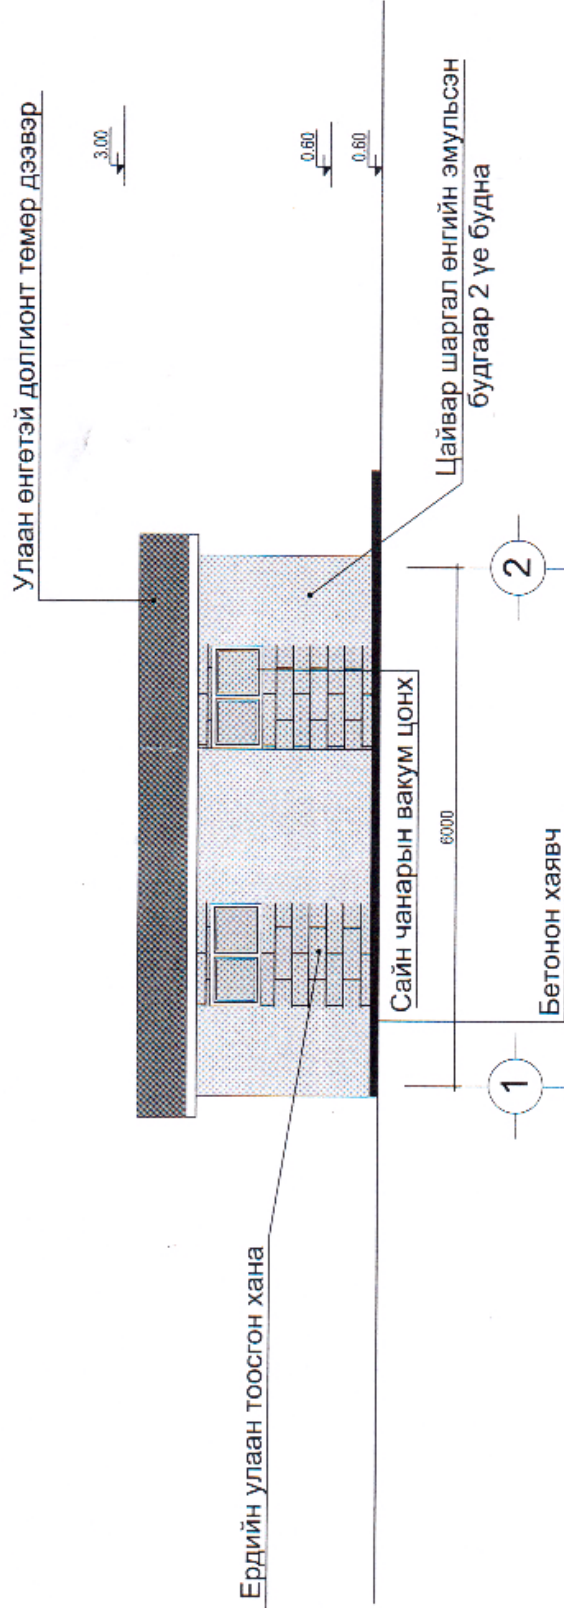 Улаан өнгөтэй долгионт төмөр дээвэр
3.00
0.60
0.60
Ердийн улаан тоосгон хана
Цайвар шаргал өнгийн эмульсэн
будгаар 2 үе будна
Сайн чанарын вакум цонх
6000
Бетонон хаявч
1
2